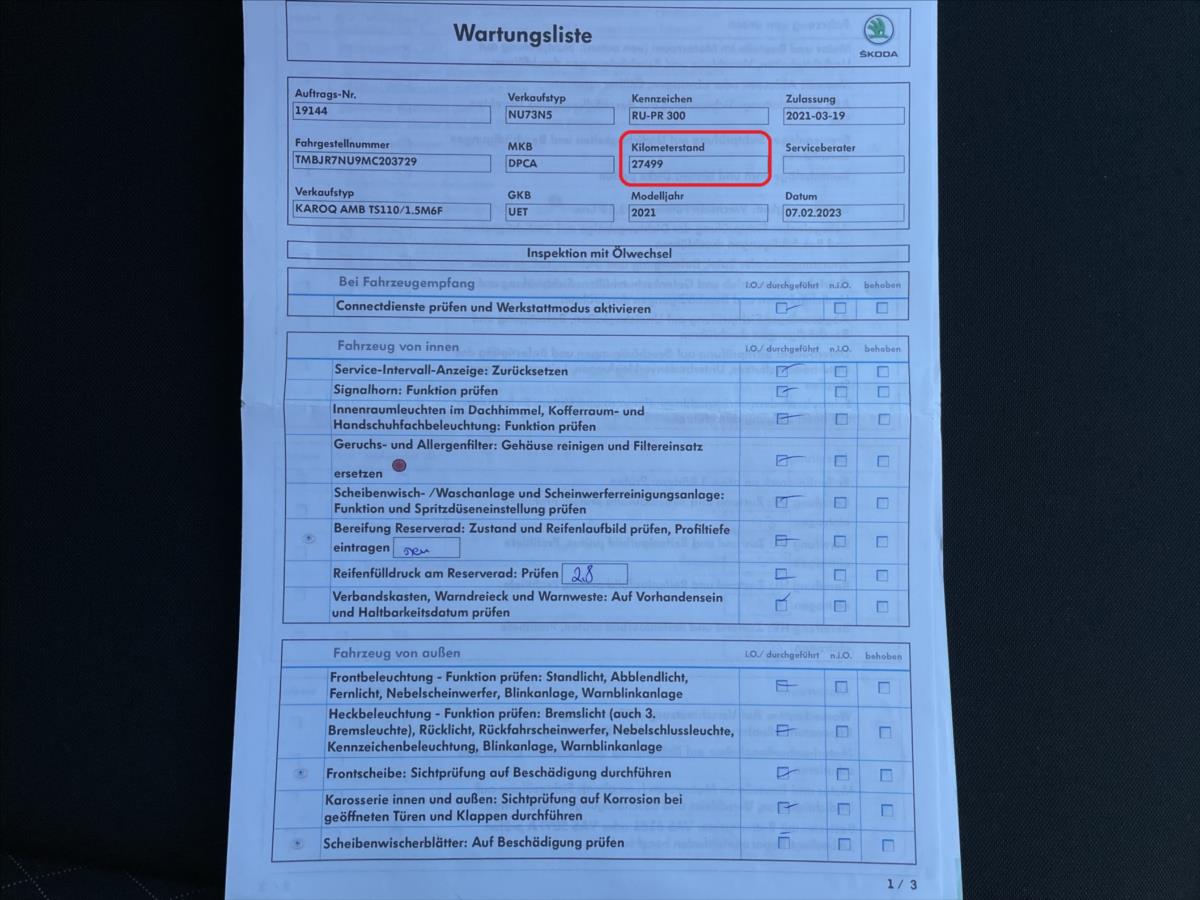 Wartungsliste
ŠKODA
Auftrags-Nr. Verkaufstyp Kennzeichen Zulassung
19144 NU73N5 RU-PR 300 2021-03-19
Fahrgestellnummer MKB Kilometerstand Serviceberater
TMBJR7NU9MC203729 DPCA 27499
Verkaufstyp GKB Modelljahr Datum
KAROQ AMB TS110/1.5M6F UET 2021 07.02.2023
Inspektion mit Ölwechsel
Bei Fahrzeugempfang i.O./ durchgeführt n.i.O. behoben
Connectdienste prüfen und Werkstattmodus aktivieren
Fahrzeug von innen i.O./ durchgeführt n.i.O. behoben
Service-Intervall-Anzeige: Zurücksetzen
Signalhorn: Funktion prüfen
Innenraumleuchten im Dachhimmel, Kofferraum- und
Handschuhfachbeleuchtung: Funktion prüfen
Geruchs- und Allergenfilter: Gehäuse reinigen und Filtereinsatz
ersetzen
Scheibenwisch- /Waschanlage und Scheinwerferreinigungsanlage:
Funktion und Spritzdüseneinstellung prüfen
Bereifung Reserverad: Zustand und Reifenlaufbild prüfen, Profiltiefe
eintragen
Reifenfülldruck am Reserverad: Prüfen 2,8
Verbandskasten, Warndreieck und Warnweste: Auf Vorhandensein
und Haltbarkeitsdatum prüfen
Fahrzeug von außen i.O./ durchgeführt n.i.O. behoben
Frontbeleuchtung - Funktion prüfen: Standlicht, Abblendlicht,
Fernlicht, Nebelscheinwerfer, Blinkanlage, Warnblinkanlage
Heckbeleuchtung - Funktion prüfen: Bremslicht (auch 3.
Bremsleuchte), Rücklicht, Rückfahrscheinwerfer, Nebelschlussleuchte,
Kennzeichenbeleuchtung, Blinkanlage, Warnblinkanlage
Frontscheibe: Sichtprüfung auf Beschädigung durchführen
Karosserie innen und außen: Sichtprüfung auf Korrosion bei
geöffneten Türen und Klappen durchführen
Scheibenwischerblätter: Auf Beschädigung prüfen
1 / 3